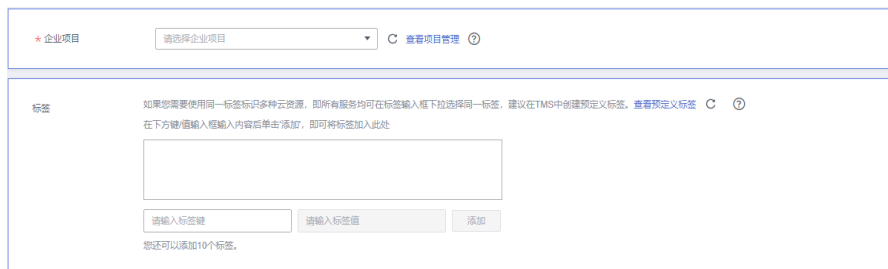 * 企业项目 请选择企业项目 查看项目管理
标签 如果您需要使用同一标签标识多种云资源，即所有服务均可在标签输入框下拉选择同一标签，建议在TMS中创建预定义标签。查看预定义标签
在下方键/值输入框输入内容后单击'添加'，即可将标签加入此处
请输入标签键 请输入标签值 添加
您还可以添加10个标签。